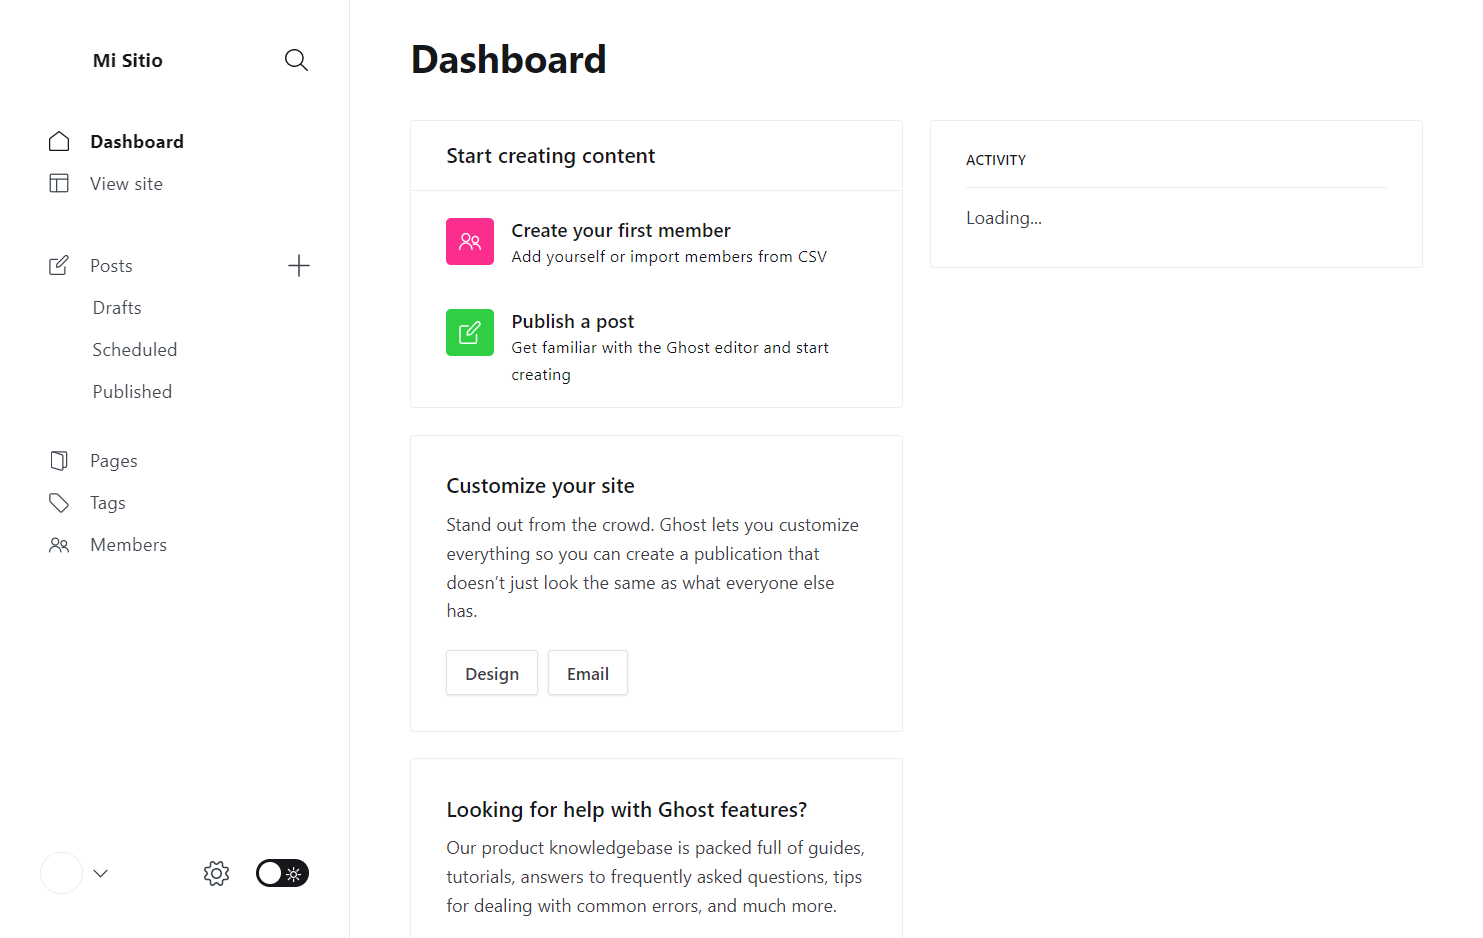 Mi Sitio
Dashboard
View site
Posts
Drafts
Scheduled
Published
Pages
Tags
Members
Dashboard
Start creating content
Create your first member
Add yourself or import members from CSV
Publish a post
Get familiar with the Ghost editor and start
creating
Customize your site
Stand out from the crowd. Ghost lets you customize
everything so you can create a publication that
doesn’t just look the same as what everyone else
has.
Design
Email
Looking for help with Ghost features?
Our product knowledgebase is packed full of guides,
tutorials, answers to frequently asked questions, tips
for dealing with common errors, and much more.
ACTIVITY
Loading...